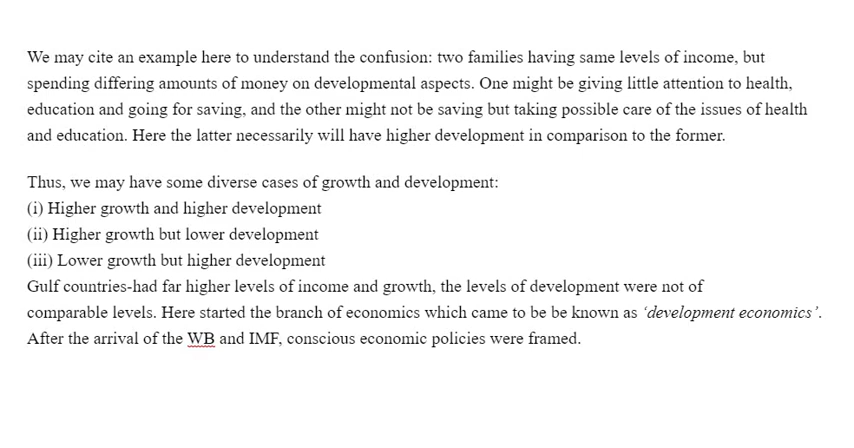 We may cite an example here to understand the confusion: two families having same levels of income, but
spending differing amounts of money on developmental aspects. One might be giving little attention to health,
education and going for saving, and the other might not be saving but taking possible care of the issues of health
and education. Here the latter necessarily will have higher development in comparison to the former.
Thus, we may have some diverse cases of growth and development:
(i) Higher growth and higher development
(ii) Higher growth but lower development
(iii) Lower growth but higher development
Gulf countries-had far higher levels of income and growth, the levels of development were not of
comparable levels. Here started the branch of economics which came to be be known as ‘development economics’.
After the arrival of the WB and IMF, conscious economic policies were framed.